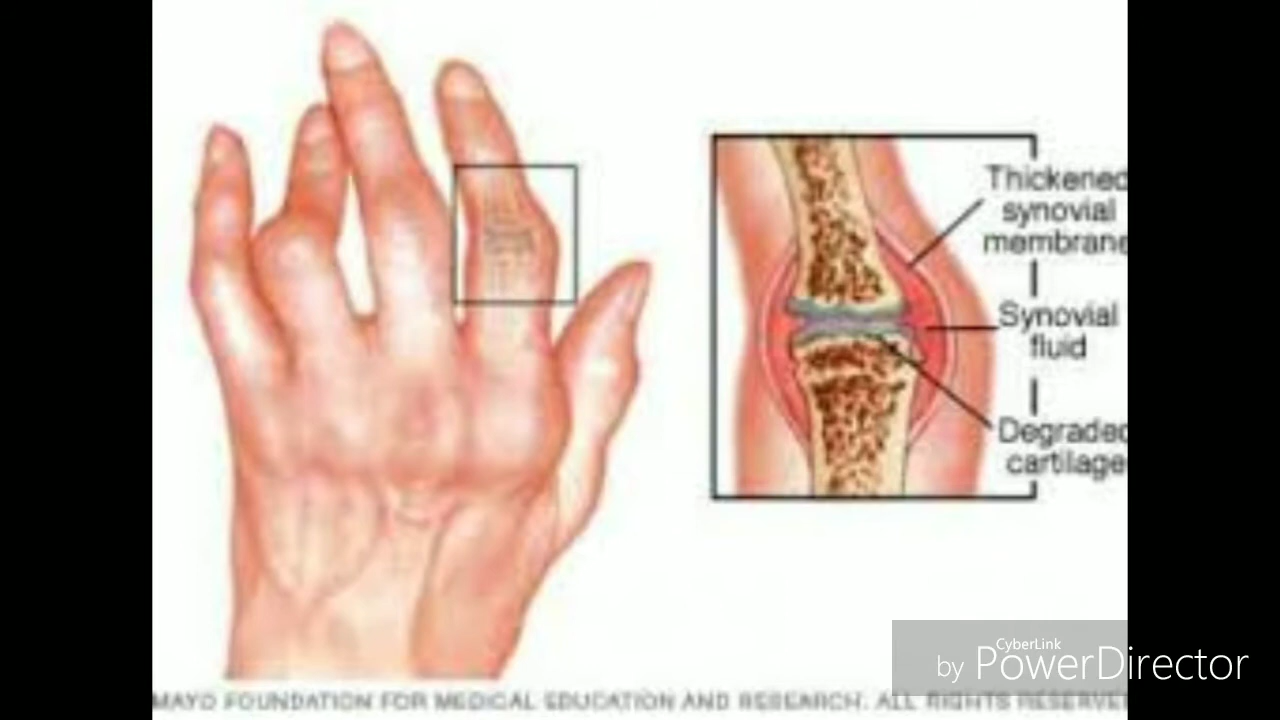 Thickened
synovial
membrane
Synovial
fluid
Degraded
cartilage
MAYO FOUNDATION FOR MEDICAL EDUCATION AND RESEARCH. ALL RIGHTS RESERVE
CyberLink
by PowerDirector